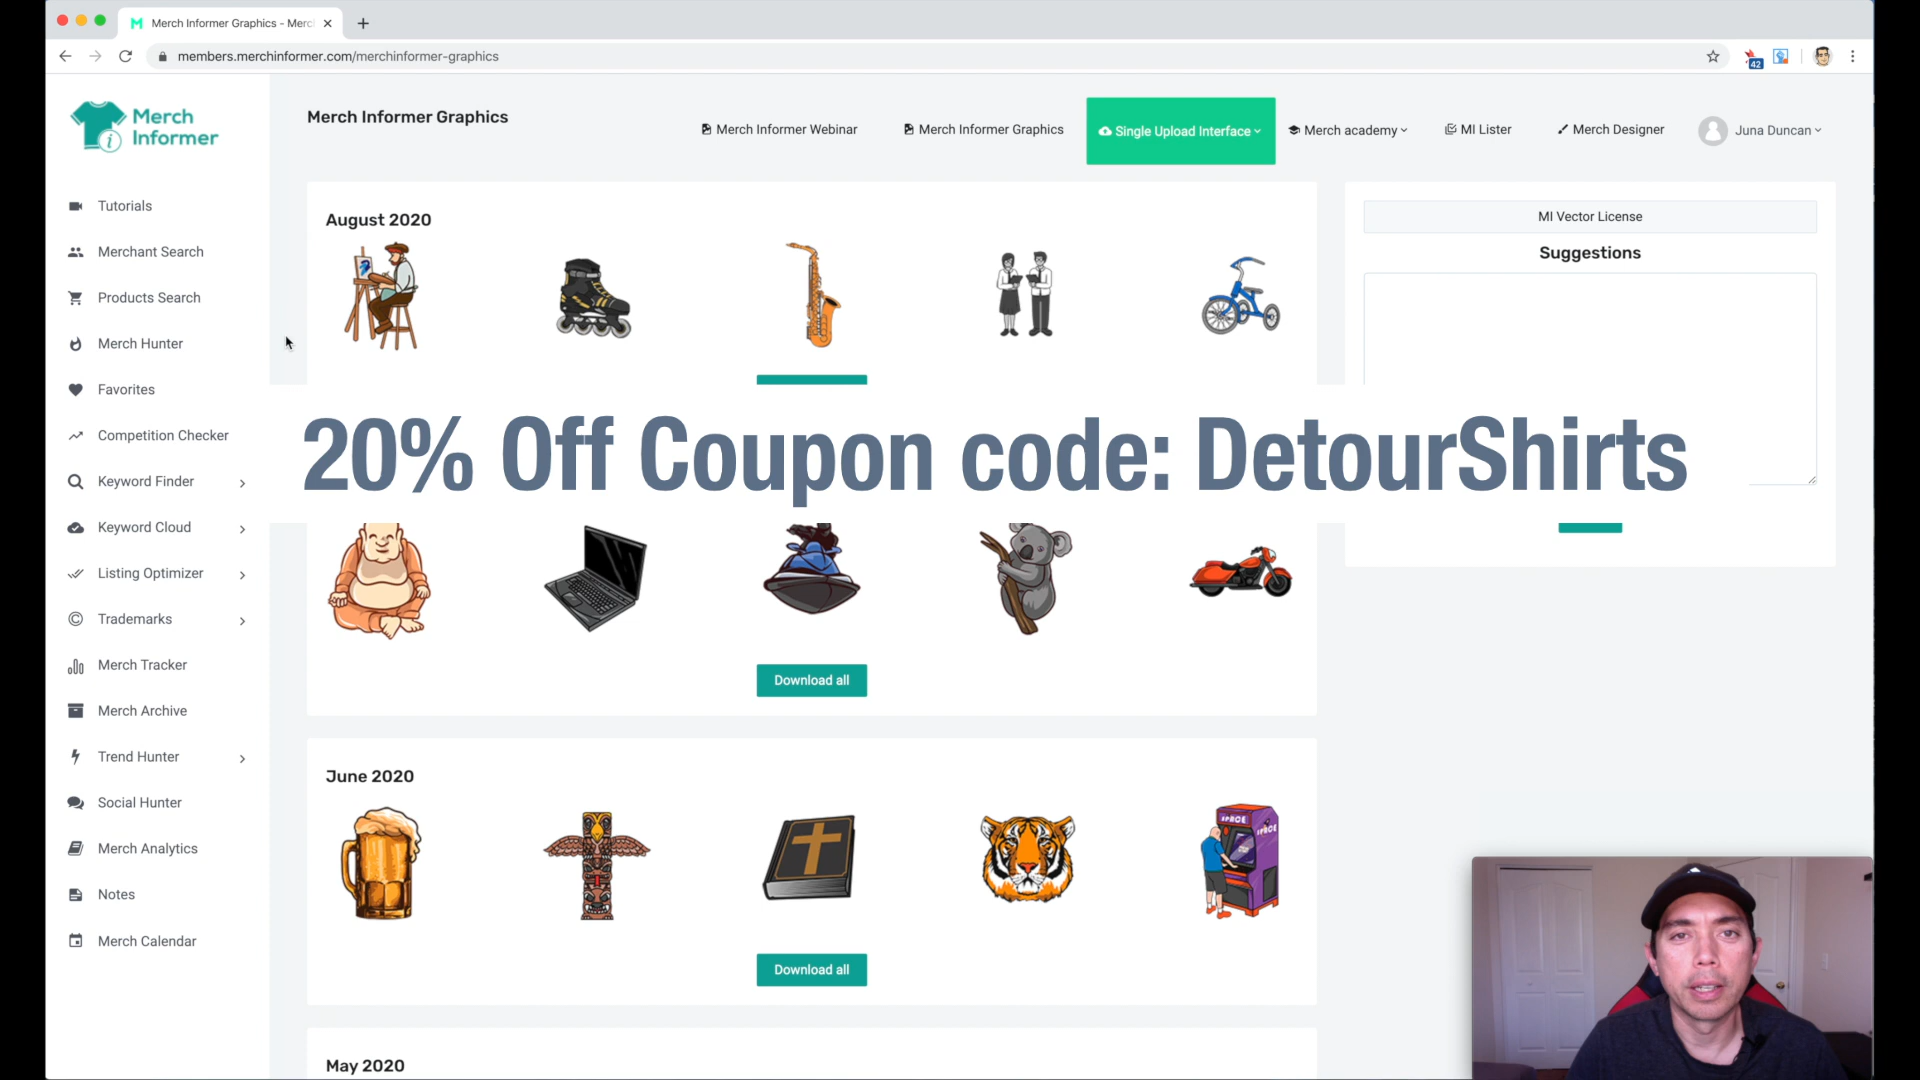 Merch Informer Graphics - Merc
members.merchinformer.com/merchinformer-graphics
42
Merch
Informer
Merch Informer Graphics
Merch Informer Webinar
Merch Informer Graphics
Single Upload Interface
Merch academy
MI Lister
Merch Designer
Juna Duncan
Tutorials
Merchant Search
Products Search
Merch Hunter
Favorites
Competition Checker
Keyword Finder
Keyword Cloud
Listing Optimizer
Trademarks
Merch Tracker
Merch Archive
Trend Hunter
Social Hunter
Merch Analytics
Notes
Merch Calendar
August 2020
MI Vector License
Suggestions
20% Off Coupon code: DetourShirts
Download all
June 2020
SPACE
SPACE
Download all
May 2020